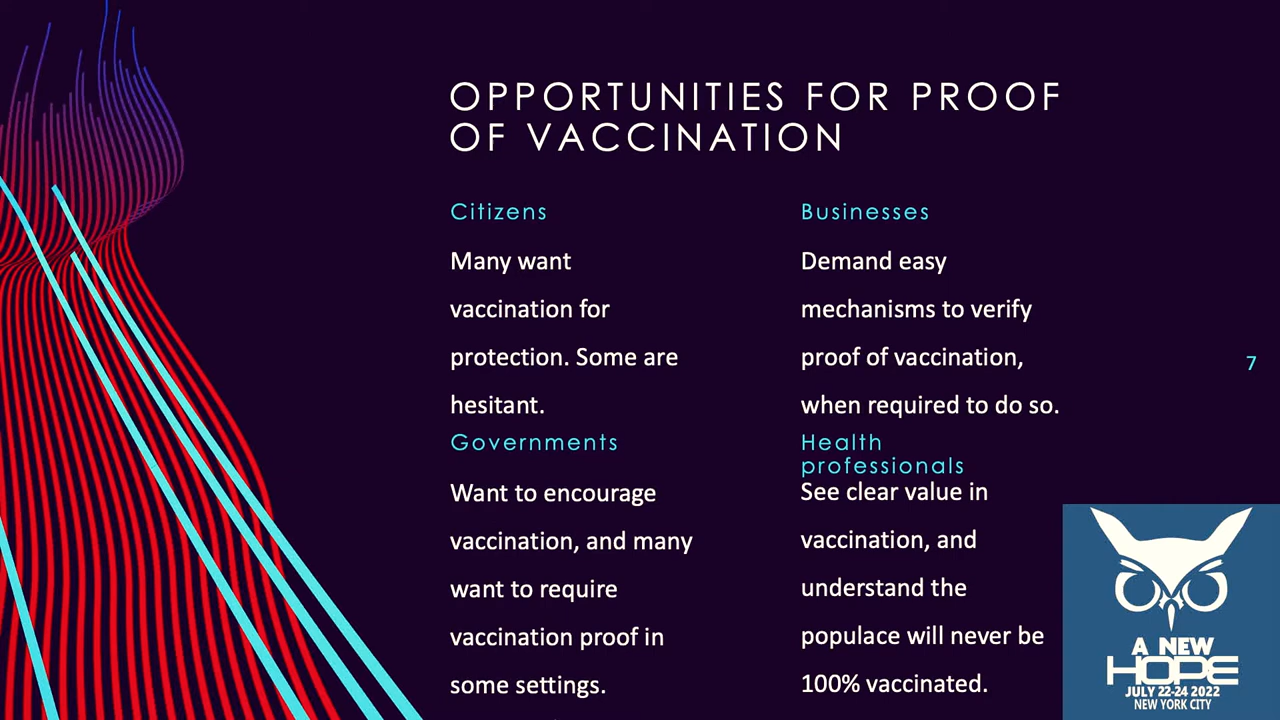 OPPORTUNITIES FOR PROOF
OF VACCINATION
Citizens
Many want
vaccination for
protection. Some are
hesitant.
Businesses
Demand easy
mechanisms to verify
proof of vaccination,
when required to do so.
7
Governments
Want to encourage
vaccination, and many
want to require
vaccination proof in
some settings.
Health
professionals
See clear value in
vaccination, and
understand the
populace will never be
100% vaccinated.
A NEW
HOPE
JULY 22-24 2022
NEW YORK CITY